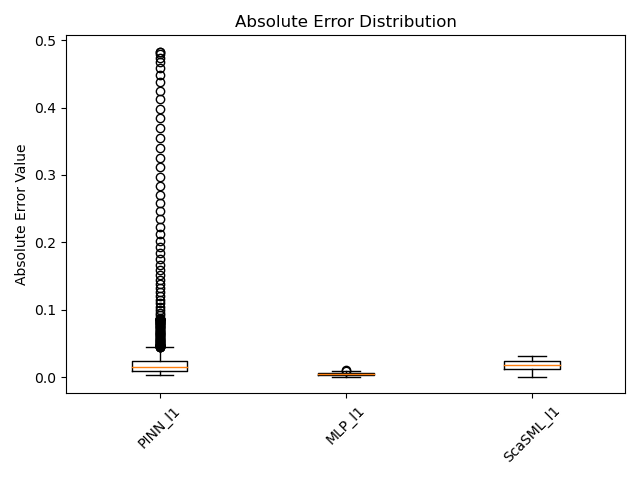 Absolute Error Distribution
Absolute Error Value
0.5
0.4
0.3
0.2
0.1
0.0
PINN_l1
MLP_l1
ScaSML_l1